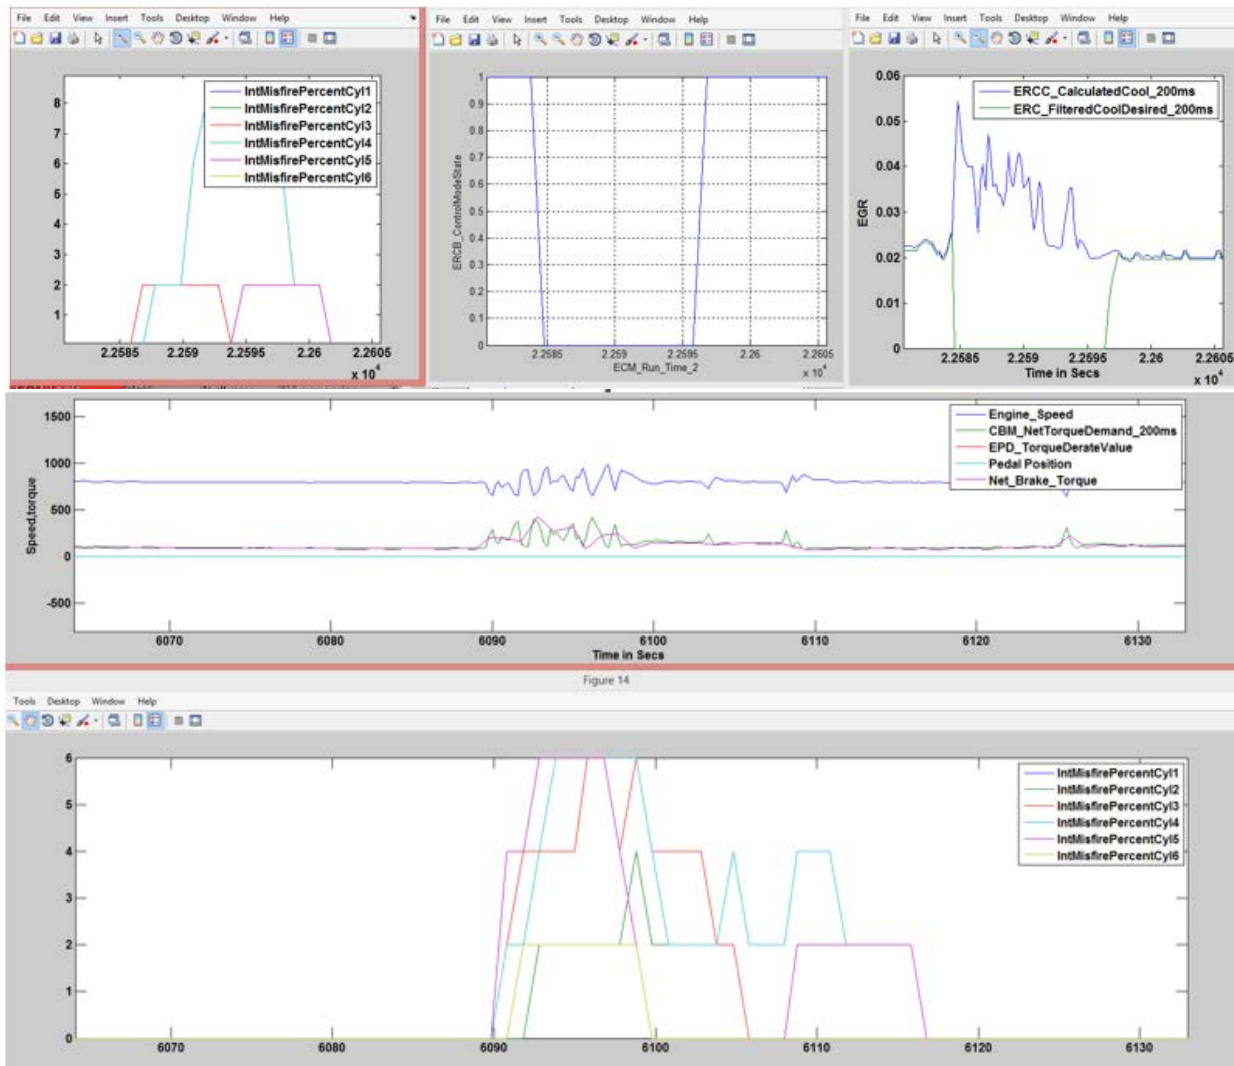 File Edit View Insert Tools Desktop Window Help
8
7
6
5
4
3
2
1
IntMisfirePercentCyl1
IntMisfirePercentCyl2
IntMisfirePercentCyl3
IntMisfirePercentCyl4
IntMisfirePercentCyl5
IntMisfirePercentCyl6
2.2585 2.259 2.2595 2.26 2.2605
x 10^4
File Edit View Insert Tools Desktop Window Help
1
0.9
0.8
0.7
0.6
0.5
0.4
0.3
0.2
0.1
0
ERCB_ControlModeState
2.2585 2.259 2.2595 2.26 2.2605
ECM_Run_Time_2
x 10^4
File Edit View Insert Tools Desktop Window Help
0.06
0.05
0.04
0.03
0.02
0.01
0
EGR
ERCC_CalculatedCool_200ms
ERC_FilteredCoolDesired_200ms
2.2585 2.259 2.2595 2.26 2.2605
Time in Secs
x 10^4
1500
1000
500
0
-500
Speed,torque
Engine_Speed
CBM_NetTorqueDemand_200ms
EPD_TorqueDerateValue
Pedal Position
Net_Brake_Torque
6070 6080 6090 6100 6110 6120 6130
Time in Secs
Figure 14
Tools Desktop Window Help
6
5
4
3
2
1
0
IntMisfirePercentCyl1
IntMisfirePercentCyl2
IntMisfirePercentCyl3
IntMisfirePercentCyl4
IntMisfirePercentCyl5
IntMisfirePercentCyl6
6070 6080 6090 6100 6110 6120 6130